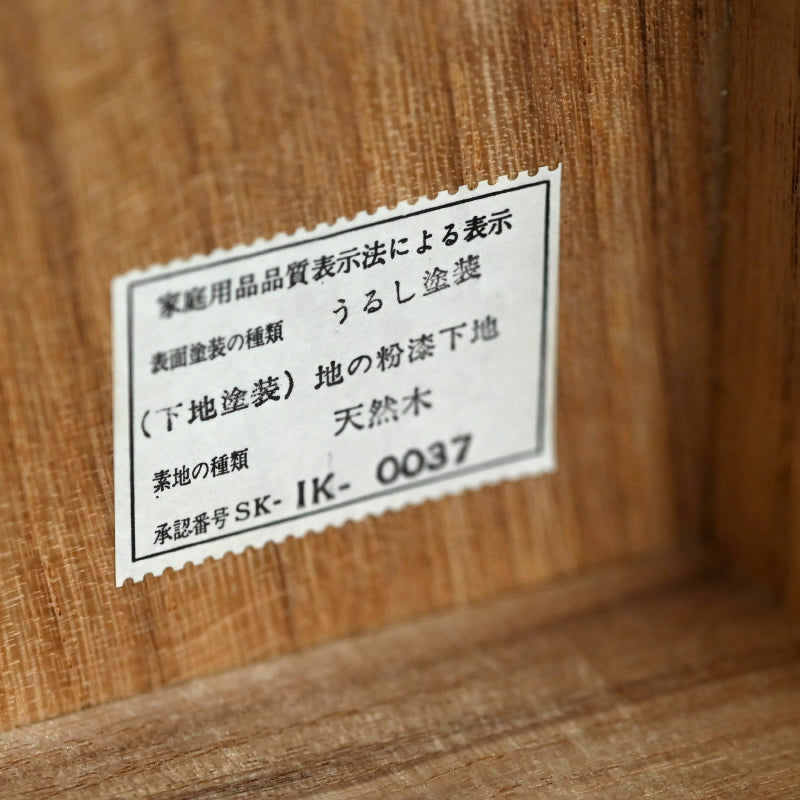 家庭用品品質表示法による表示
表面塗装の種類 うるし塗装
(下地塗装) 地の粉漆下地
素地の種類 天然木
承認番号 SK-IK-0037